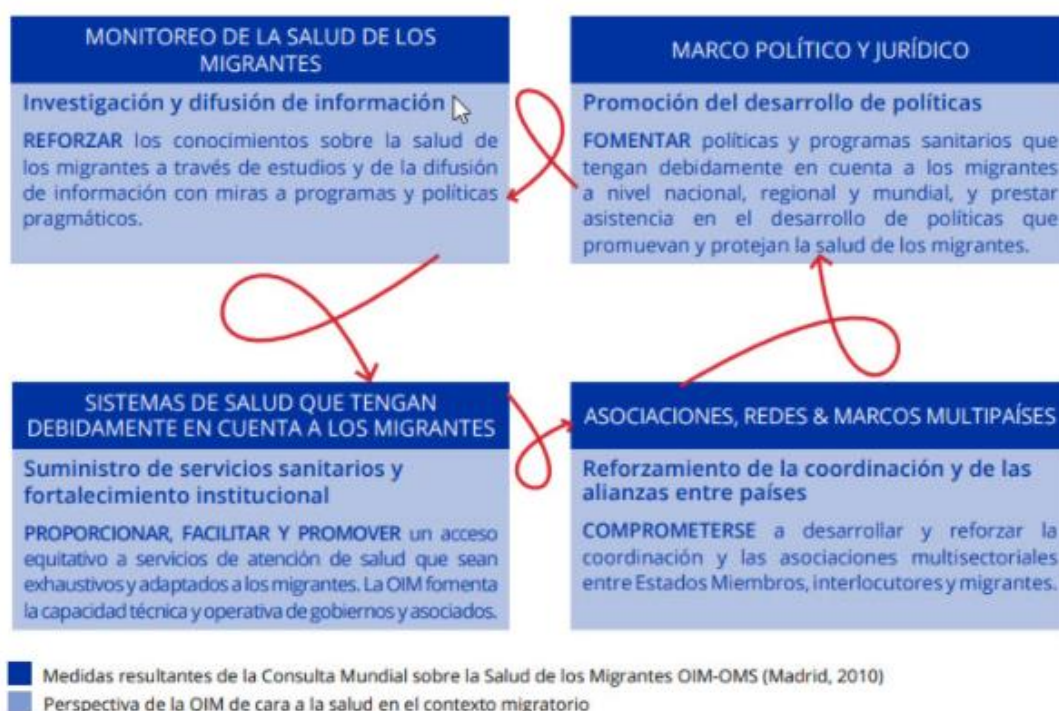 MONITOREO DE LA SALUD DE LOS
MIGRANTES
Investigación y difusión de información
REFORZAR los conocimientos sobre la salud de
los migrantes a través de estudios y de la difusión
de información con miras a programas y políticas
pragmáticos.
MARCO POLÍTICO Y JURÍDICO
Promoción del desarrollo de políticas
FOMENTAR políticas y programas sanitarios que
tengan debidamente en cuenta a los migrantes
a nivel nacional, regional y mundial, y prestar
asistencia en el desarrollo de políticas que
promuevan y protejan la salud de los migrantes.
SISTEMAS DE SALUD QUE TENGAN
DEBIDAMENTE EN CUENTA A LOS MIGRANTES
Suministro de servicios sanitarios y
fortalecimiento institucional
PROPORCIONAR, FACILITAR Y PROMOVER un acceso
equitativo a servicios de atención de salud que sean
exhaustivos y adaptados a los migrantes. La OIM fomenta
la capacidad técnica y operativa de gobiernos y asociados.
ASOCIACIONES, REDES & MARCOS MULTIPAÍSES
Reforzamiento de la coordinación y de las
alianzas entre países
COMPROMETERSE a desarrollar y reforzar la
coordinación y las asociaciones multisectoriales
entre Estados Miembros, interlocutores y migrantes.
Medidas resultantes de la Consulta Mundial sobre la Salud de los Migrantes OIM-OMS (Madrid, 2010)
Perspectiva de la OIM de cara a la salud en el contexto migratorio